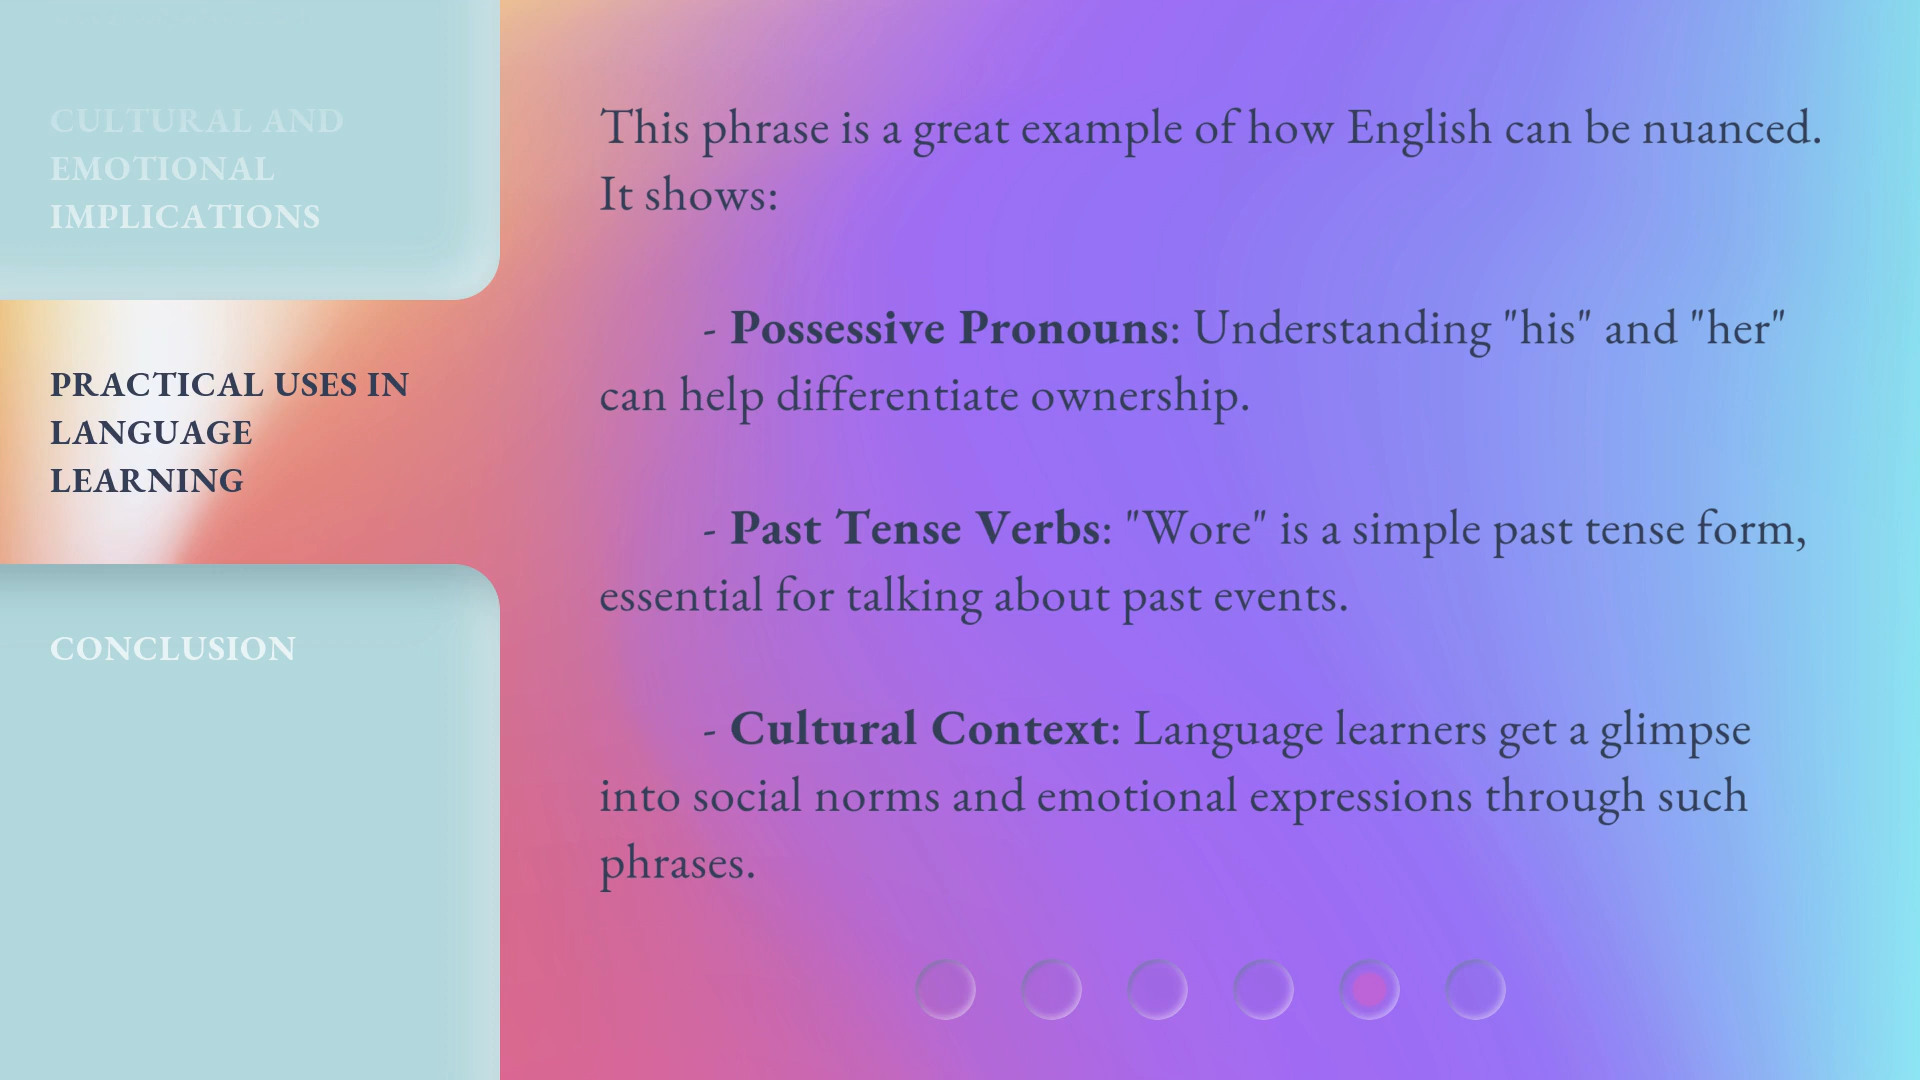 CULTURAL AND
EMOTIONAL
IMPLICATIONS
PRACTICAL USES IN
LANGUAGE
LEARNING
CONCLUSION
This phrase is a great example of how English can be nuanced.
It shows:
- Possessive Pronouns: Understanding "his" and "her"
can help differentiate ownership.
- Past Tense Verbs: "Wore" is a simple past tense form,
essential for talking about past events.
- Cultural Context: Language learners get a glimpse
into social norms and emotional expressions through such
phrases.